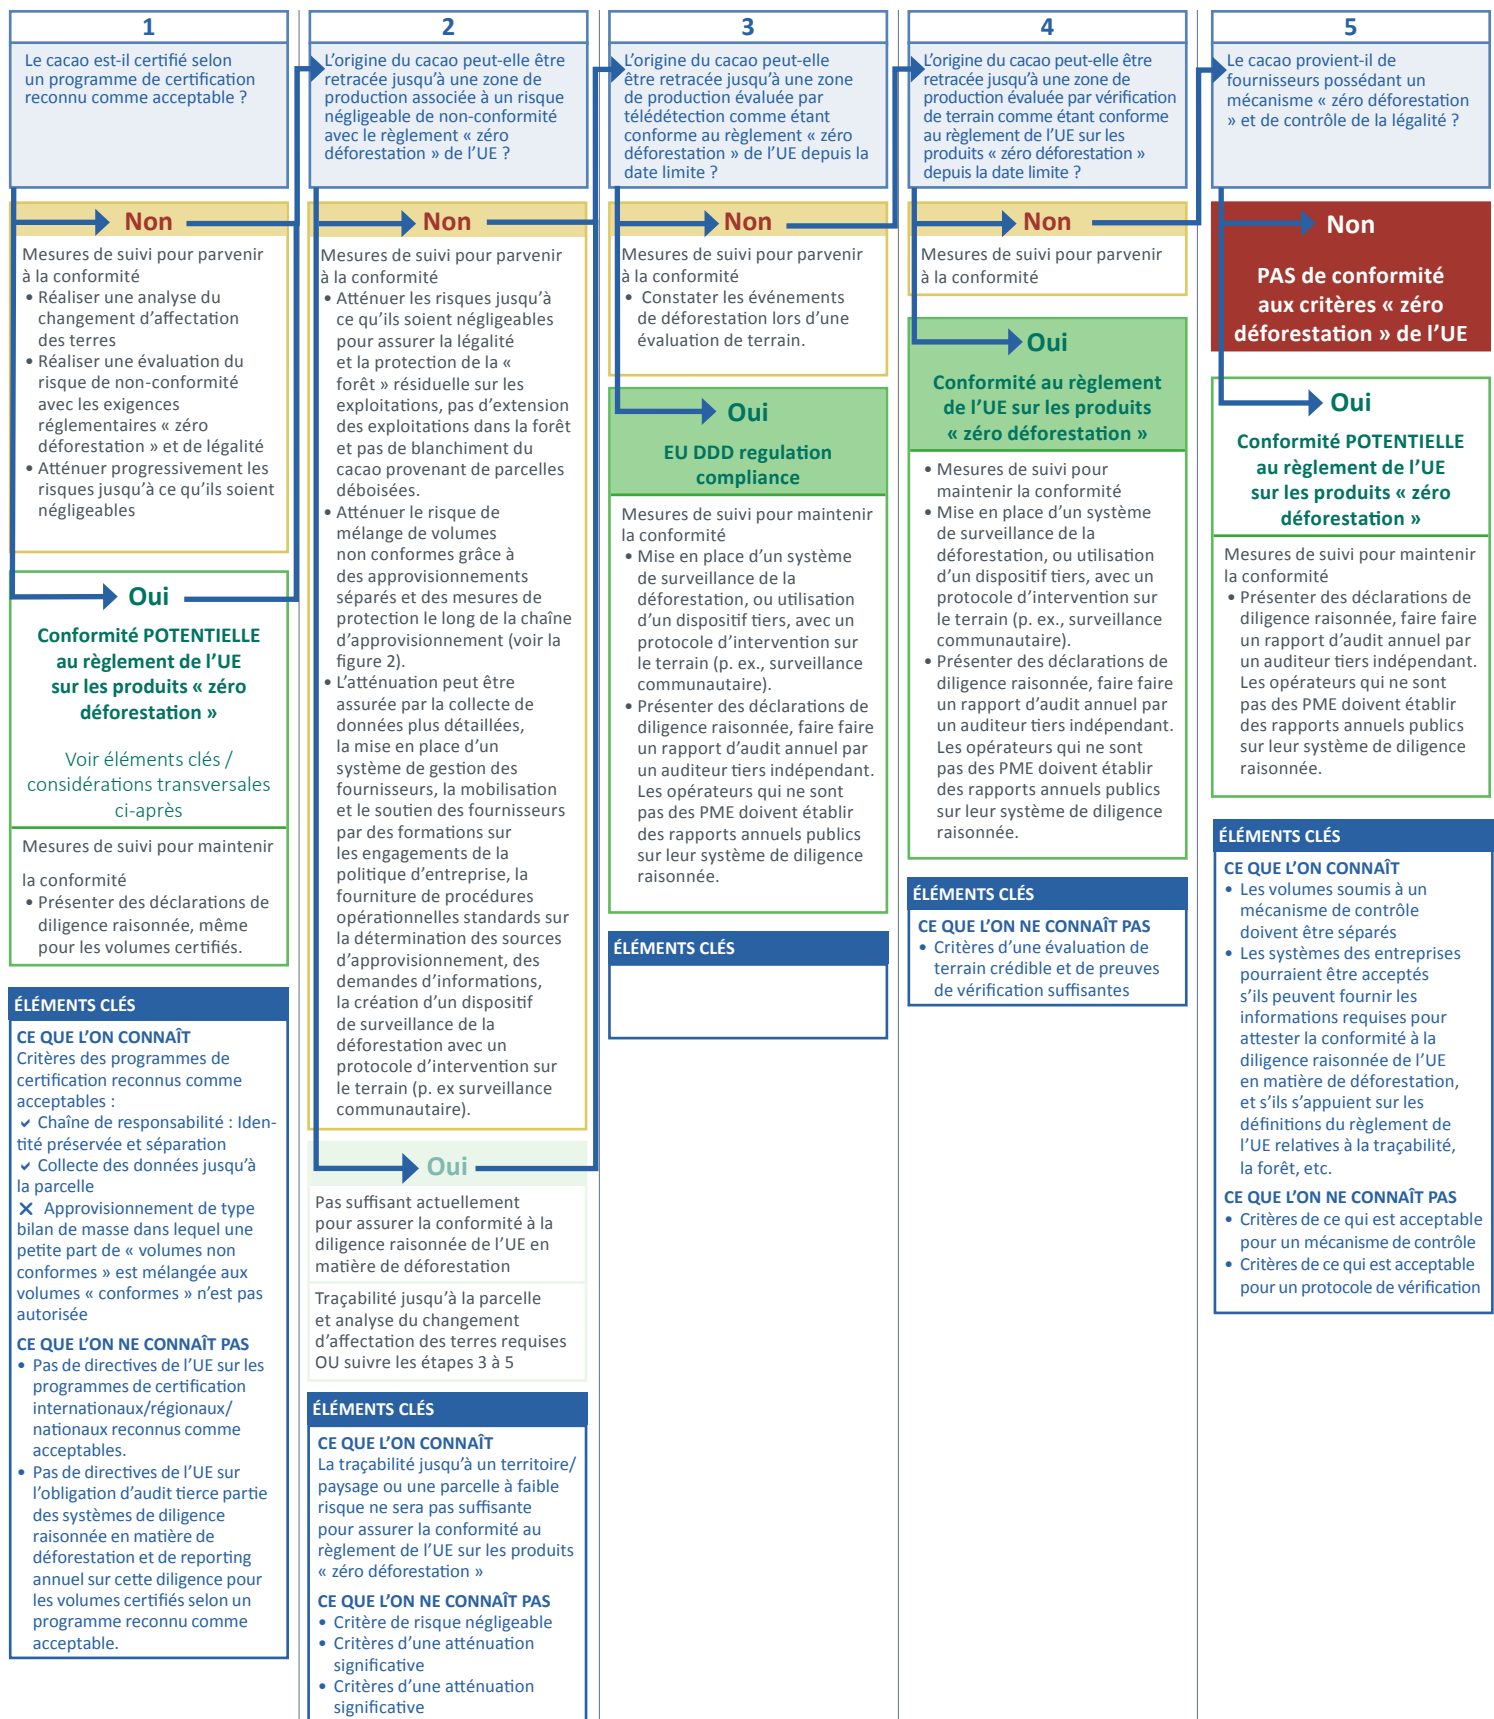 1
Le cacao est-il certifié selon
un programme de certification
reconnu comme acceptable ?
Non
Mesures de suivi pour parvenir
à la conformité
• Réaliser une analyse du
changement d’affectation
des terres
• Réaliser une évaluation du
risque de non-conformité
avec les exigences
réglementaires « zéro
déforestation » et de légalité
• Atténuer progressivement les
risques jusqu’à ce qu’ils soient
négligeables
Oui
Conformité POTENTIELLE
au règlement de l’UE
sur les produits « zéro
déforestation »
Voir éléments clés /
considérations transversales
ci-après
Mesures de suivi pour maintenir
la conformité
• Présenter des déclarations de
diligence raisonnée, même
pour les volumes certifiés.
ÉLÉMENTS CLÉS
CE QUE L’ON CONNAÎT
Critères des programmes de
certification reconnus comme
acceptables :
✓ Chaîne de responsabilité : Iden-
tité préservée et séparation
✓ Collecte des données jusqu’à
la parcelle
✕ Approvisionnement de type
bilan de masse dans lequel une
petite part de « volumes non
conformes » est mélangée aux
volumes « conformes » n’est pas
autorisée
CE QUE L’ON NE CONNAÎT PAS
• Pas de directives de l’UE sur les
programmes de certification
internationaux/régionaux/
nationaux reconnus comme
acceptables.
• Pas de directives de l’UE sur
l’obligation d’audit tierce partie
des systèmes de diligence
raisonnée en matière de
déforestation et de reporting
annuel sur cette diligence pour
les volumes certifiés selon un
programme reconnu comme
acceptable.
2
L’origine du cacao peut-elle être
retracée jusqu’à une zone de
production associée à un risque
négligeable de non-conformité
avec le règlement « zéro
déforestation » de l’UE ?
Non
Mesures de suivi pour parvenir
à la conformité
• Atténuer les risques jusqu’à
ce qu’ils soient négligeables
pour assurer la légalité
et la protection de la «
forêt » résiduelle sur les
exploitations, pas d’extension
des exploitations dans la forêt
et pas de blanchiment du
cacao provenant de parcelles
déboisées.
• Atténuer le risque de
mélange de volumes
non conformes grâce à
des approvisionnements
séparés et des mesures de
protection le long de la chaîne
d’approvisionnement (voir la
figure 2).
• L’atténuation peut être
assurée par la collecte de
données plus détaillées,
la mise en place d’un
système de gestion des
fournisseurs, la mobilisation
et le soutien des fournisseurs
par des formations sur
les engagements de la
politique d’entreprise, la
fourniture de procédures
opérationnelles standards sur
la détermination des sources
d’approvisionnement, des
demandes d’informations,
la création d’un dispositif
de surveillance de la
déforestation avec un
protocole d’intervention sur
le terrain (p. ex surveillance
communautaire).
Oui
Pas suffisant actuellement
pour assurer la conformité à la
diligence raisonnée de l’UE en
matière de déforestation
Traçabilité jusqu’à la parcelle
et analyse du changement
d’affectation des terres requises
OU suivre les étapes 3 à 5
ÉLÉMENTS CLÉS
CE QUE L’ON CONNAÎT
La traçabilité jusqu’à un territoire/
paysage ou une parcelle à faible
risque ne sera pas suffisante
pour assurer la conformité au
règlement de l’UE sur les produits
« zéro déforestation »
CE QUE L’ON NE CONNAÎT PAS
• Critère de risque négligeable
• Critères d’une atténuation
significative
• Critères d’une atténuation
significative
3
L’origine du cacao peut-elle
être retracée jusqu’à une zone
de production évaluée par
télédétection comme étant
conforme au règlement « zéro
déforestation » de l’UE depuis la
date limite ?
Non
Mesures de suivi pour parvenir
à la conformité
• Constater les événements
de déforestation lors d’une
évaluation de terrain.
Oui
EU DDD regulation
compliance
Mesures de suivi pour maintenir
la conformité
• Mise en place d’un système
de surveillance de la
déforestation, ou utilisation
d’un dispositif tiers, avec un
protocole d’intervention sur
le terrain (p. ex., surveillance
communautaire).
• Présenter des déclarations de
diligence raisonnée, faire faire
un rapport d’audit annuel par
un auditeur tiers indépendant.
Les opérateurs qui ne sont
pas des PME doivent établir
des rapports annuels publics
sur leur système de diligence
raisonnée.
ÉLÉMENTS CLÉS
4
L’origine du cacao peut-elle être
retracée jusqu’à une zone de
production évaluée par vérification
de terrain comme étant conforme
au règlement de l’UE sur les
produits « zéro déforestation »
depuis la date limite ?
Non
Mesures de suivi pour parvenir
à la conformité
Oui
Conformité au règlement
de l’UE sur les produits
« zéro déforestation »
• Mesures de suivi pour
maintenir la conformité
• Mise en place d’un système
de surveillance de la
déforestation, ou utilisation
d’un dispositif tiers, avec un
protocole d’intervention sur
le terrain (p. ex., surveillance
communautaire).
• Présenter des déclarations de
diligence raisonnée, faire faire
un rapport d’audit annuel par
un auditeur tiers indépendant.
Les opérateurs qui ne sont
pas des PME doivent établir
des rapports annuels publics
sur leur système de diligence
raisonnée.
ÉLÉMENTS CLÉS
CE QUE L’ON NE CONNAÎT PAS
• Critères d’une évaluation de
terrain crédible et de preuves
de vérification suffisantes
5
Le cacao provient-il de
fournisseurs possédant un
mécanisme « zéro déforestation
» et de contrôle de la légalité ?
Non
PAS de conformité
aux critères « zéro
déforestation » de l’UE
Oui
Conformité POTENTIELLE
au règlement de l’UE
sur les produits « zéro
déforestation »
Mesures de suivi pour maintenir
la conformité
• Présenter des déclarations de
diligence raisonnée, faire faire
un rapport d’audit annuel par
un auditeur tiers indépendant.
Les opérateurs qui ne sont
pas des PME doivent établir
des rapports annuels publics
sur leur système de diligence
raisonnée.
ÉLÉMENTS CLÉS
CE QUE L’ON CONNAÎT
• Les volumes soumis à un
mécanisme de contrôle
doivent être séparés
• Les systèmes des entreprises
pourraient être acceptés
s’ils peuvent fournir les
informations requises pour
attester la conformité à la
diligence raisonnée de l’UE
en matière de déforestation,
et s’ils s’appuient sur les
définitions du règlement de
l’UE relatives à la traçabilité,
la forêt, etc.
CE QUE L’ON NE CONNAÎT PAS
• Critères de ce qui est acceptable
pour un mécanisme de contrôle
• Critères de ce qui est acceptable
pour un protocole de vérification